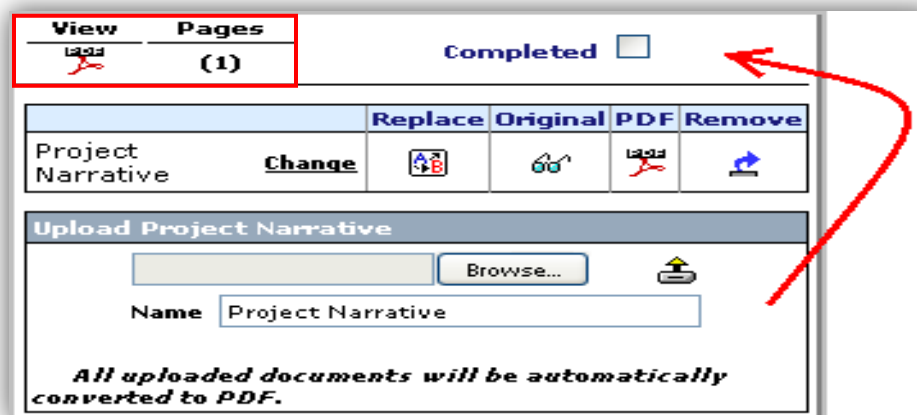 View Pages
(1)
Completed
Replace Original PDF Remove
Project
Narrative
Change
Upload Project Narrative
Browse...
Name Project Narrative
All uploaded documents will be automatically
converted to PDF.